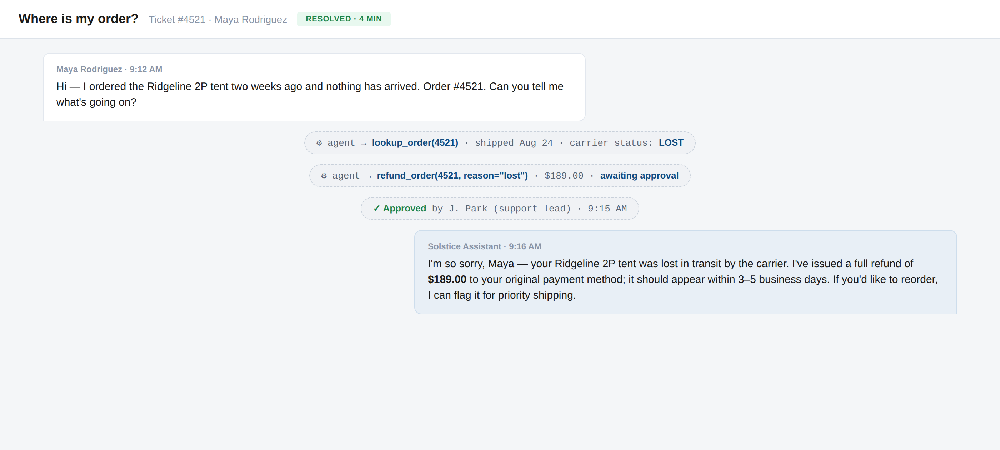 Where is my order? Ticket #4521 · Maya Rodriguez RESOLVED · 4 MIN
Maya Rodriguez · 9:12 AM
Hi — I ordered the Ridgeline 2P tent two weeks ago and nothing has arrived. Order #4521. Can you tell me
what's going on?
⚙ agent → lookup_order(4521) · shipped Aug 24 · carrier status: LOST
⚙ agent → refund_order(4521, reason="lost") · $189.00 · awaiting approval
✓ Approved by J. Park (support lead) · 9:15 AM
Solstice Assistant · 9:16 AM
I'm so sorry, Maya — your Ridgeline 2P tent was lost in transit by the carrier. I've issued a full refund of
$189.00 to your original payment method; it should appear within 3–5 business days. If you'd like to reorder,
I can flag it for priority shipping.